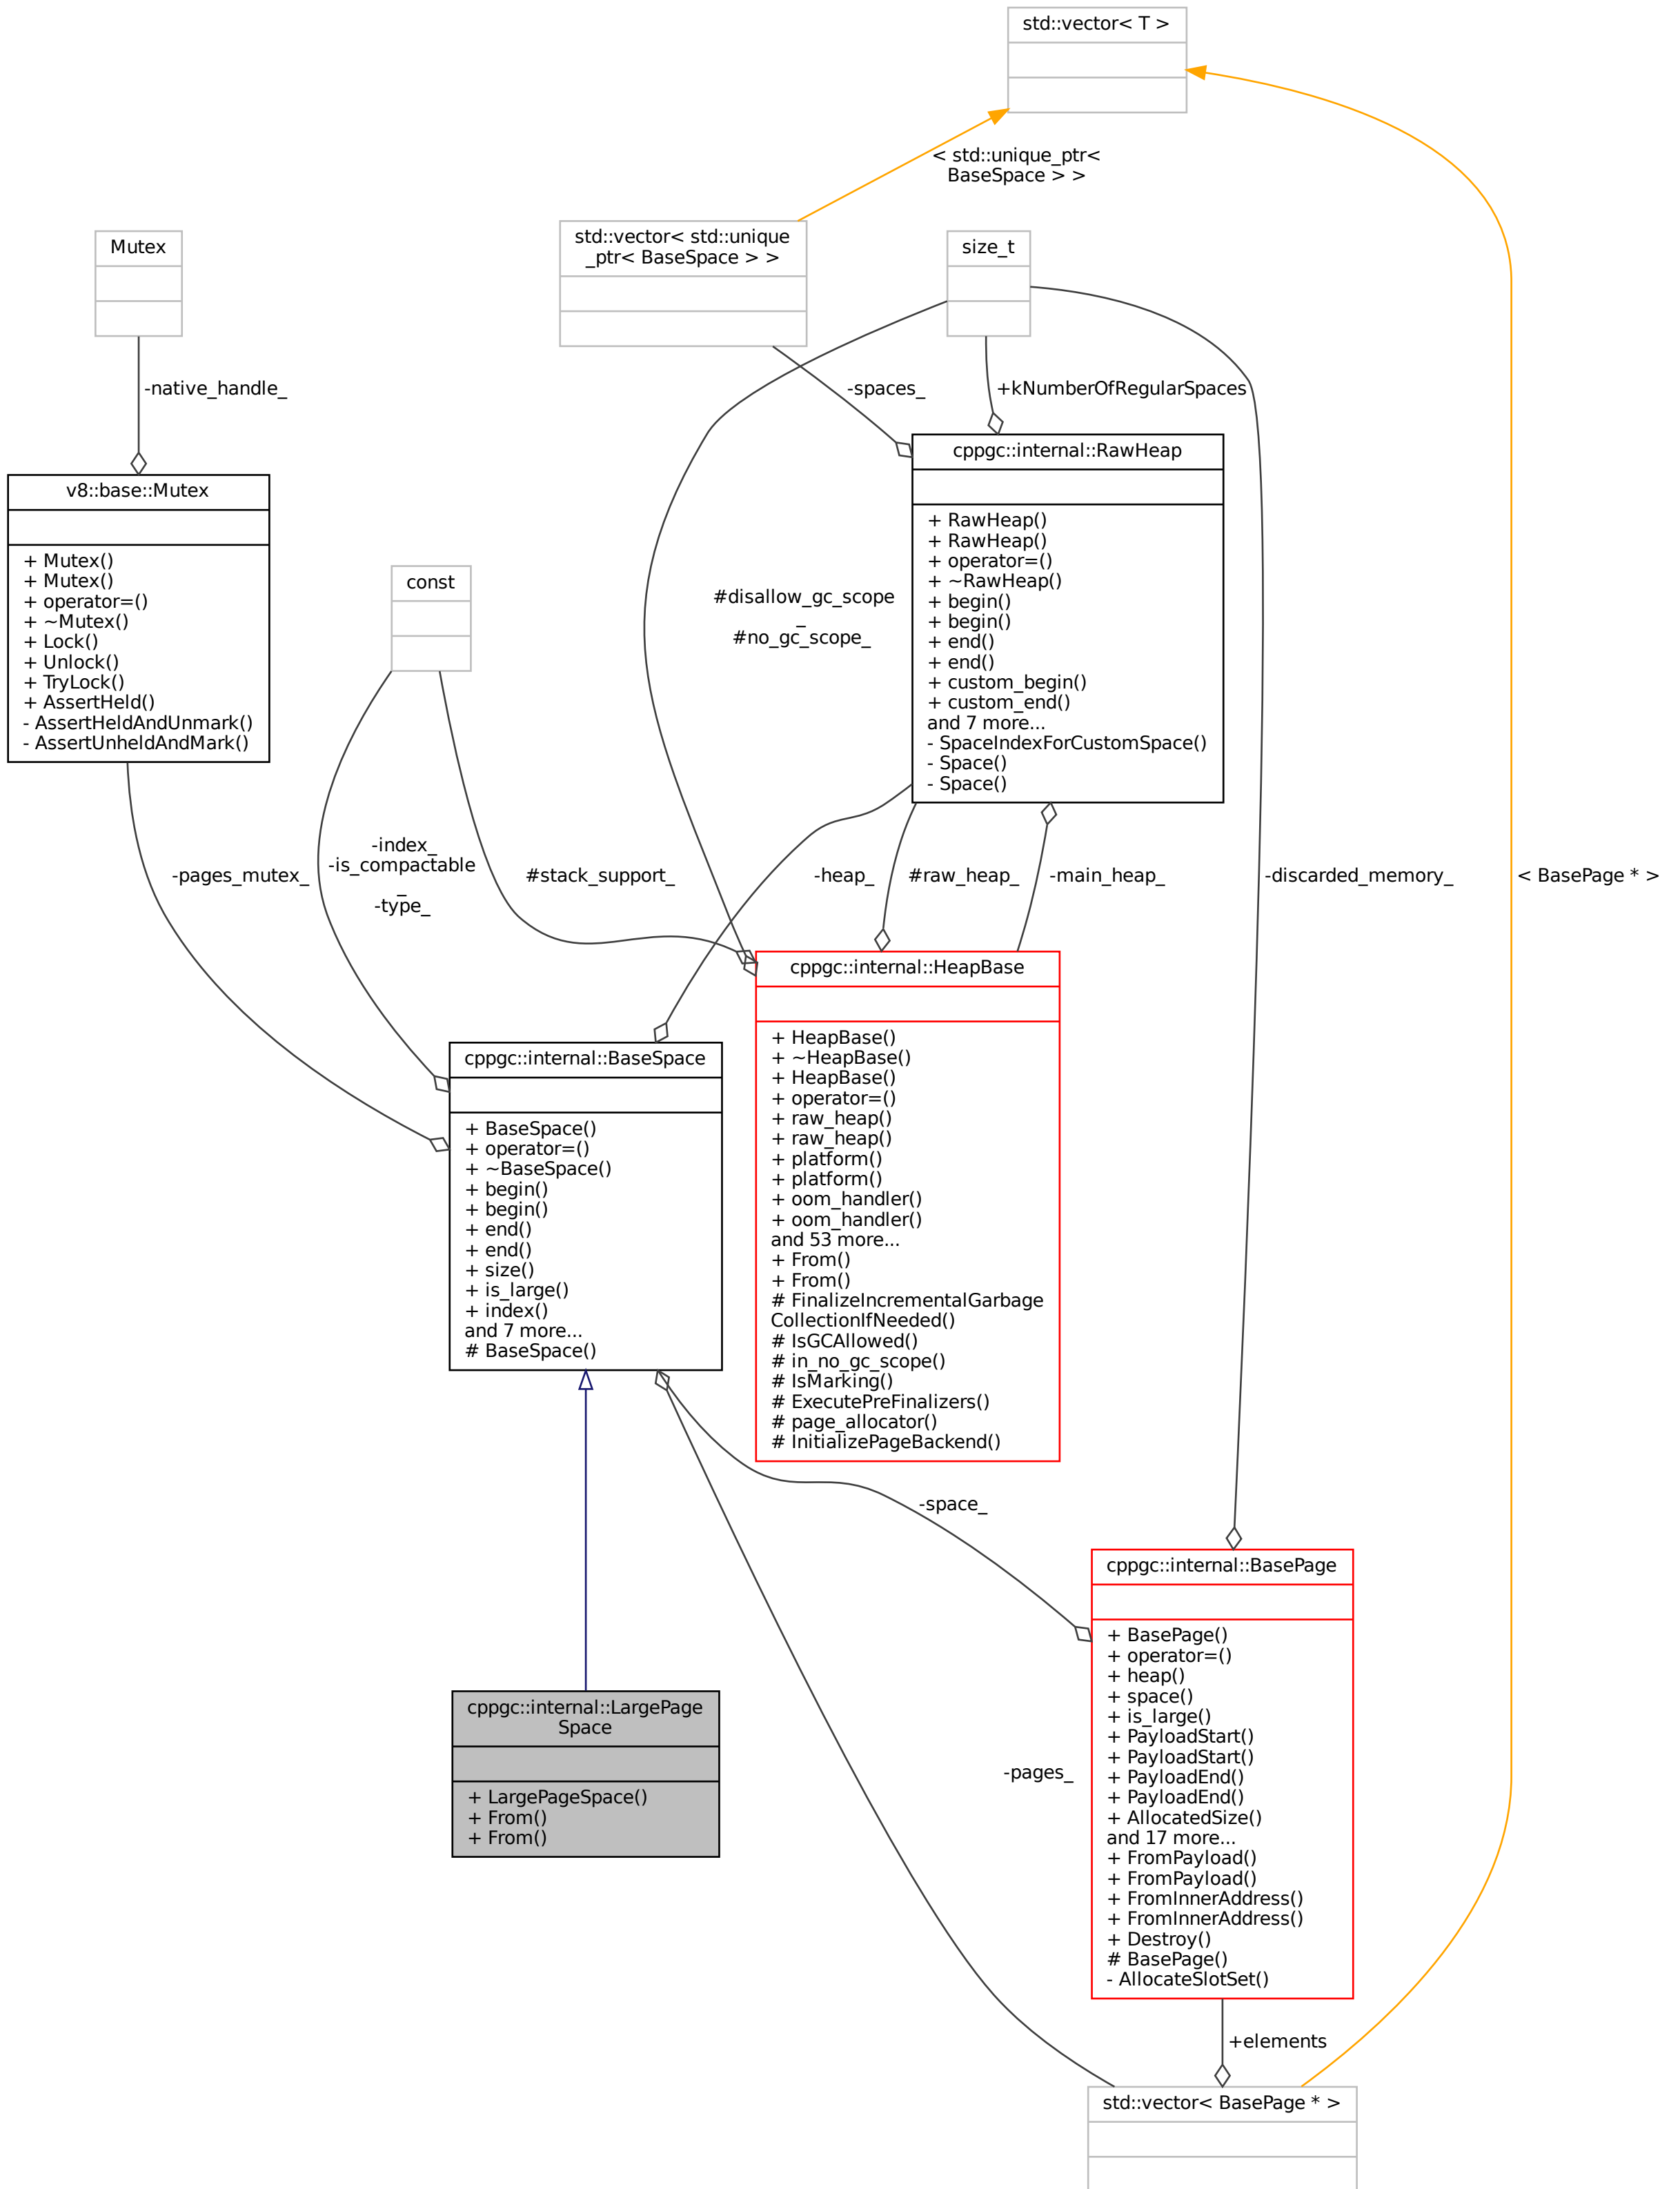 std::vector< T >
< std::unique_ptr<
BaseSpace > >
Mutex
std::vector< std::unique
_ptr< BaseSpace > >
size_t
-native_handle_
-spaces_
+kNumberOfRegularSpaces
v8::base::Mutex
+ Mutex()
+ Mutex()
+ operator=()
+ ~Mutex()
+ Lock()
+ Unlock()
+ TryLock()
+ AssertHeld()
- AssertHeldAndUnmark()
- AssertUnheldAndMark()
const
#disallow_gc_scope
_
#no_gc_scope_
cppgc::internal::RawHeap
+ RawHeap()
+ RawHeap()
+ operator=()
+ ~RawHeap()
+ begin()
+ begin()
+ end()
+ end()
+ custom_begin()
+ custom_end()
and 7 more...
- SpaceIndexForCustomSpace()
- Space()
- Space()
-pages_mutex_
-index_
-is_compactable
_
-type_
#stack_support_
-heap_
#raw_heap_
-main_heap_
-discarded_memory_
< BasePage * >
cppgc::internal::HeapBase
+ HeapBase()
+ ~HeapBase()
+ HeapBase()
+ operator=()
+ raw_heap()
+ raw_heap()
+ platform()
+ platform()
+ oom_handler()
+ oom_handler()
and 53 more...
+ From()
+ From()
# FinalizeIncrementalGarbage
CollectionIfNeeded()
# IsGCAllowed()
# in_no_gc_scope()
# IsMarking()
# ExecutePreFinalizers()
# page_allocator()
# InitializePageBackend()
cppgc::internal::BaseSpace
+ BaseSpace()
+ operator=()
+ ~BaseSpace()
+ begin()
+ begin()
+ end()
+ end()
+ size()
+ is_large()
+ index()
and 7 more...
# BaseSpace()
-space_
cppgc::internal::BasePage
+ BasePage()
+ operator=()
+ heap()
+ space()
+ is_large()
+ PayloadStart()
+ PayloadStart()
+ PayloadEnd()
+ PayloadEnd()
+ AllocatedSize()
and 17 more...
+ FromPayload()
+ FromPayload()
+ FromInnerAddress()
+ FromInnerAddress()
+ Destroy()
# BasePage()
- AllocateSlotSet()
cppgc::internal::LargePage
Space
+ LargePageSpace()
+ From()
+ From()
-pages_
+elements
std::vector< BasePage * >